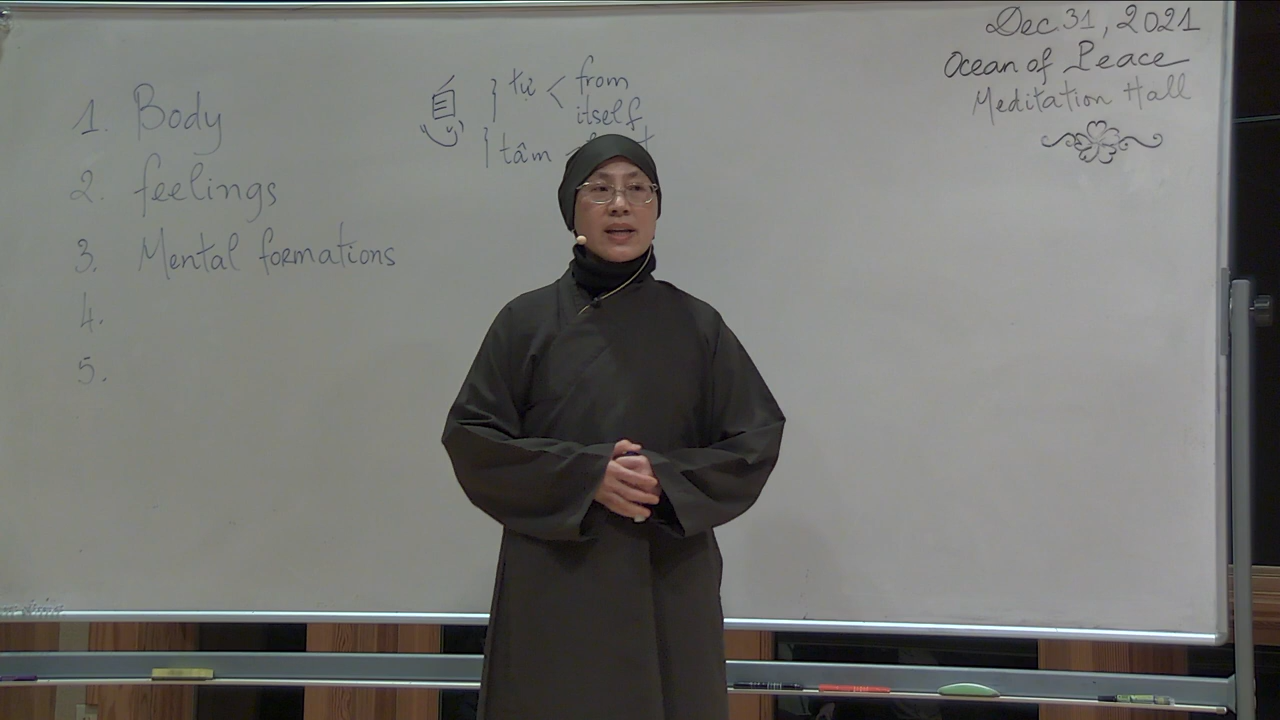 1. Body
2. feelings
3. Mental formations
4.
5.
自 } tự < from
itself
心 } tâm
Dec 31, 2021
Ocean of Peace
Meditation Hall